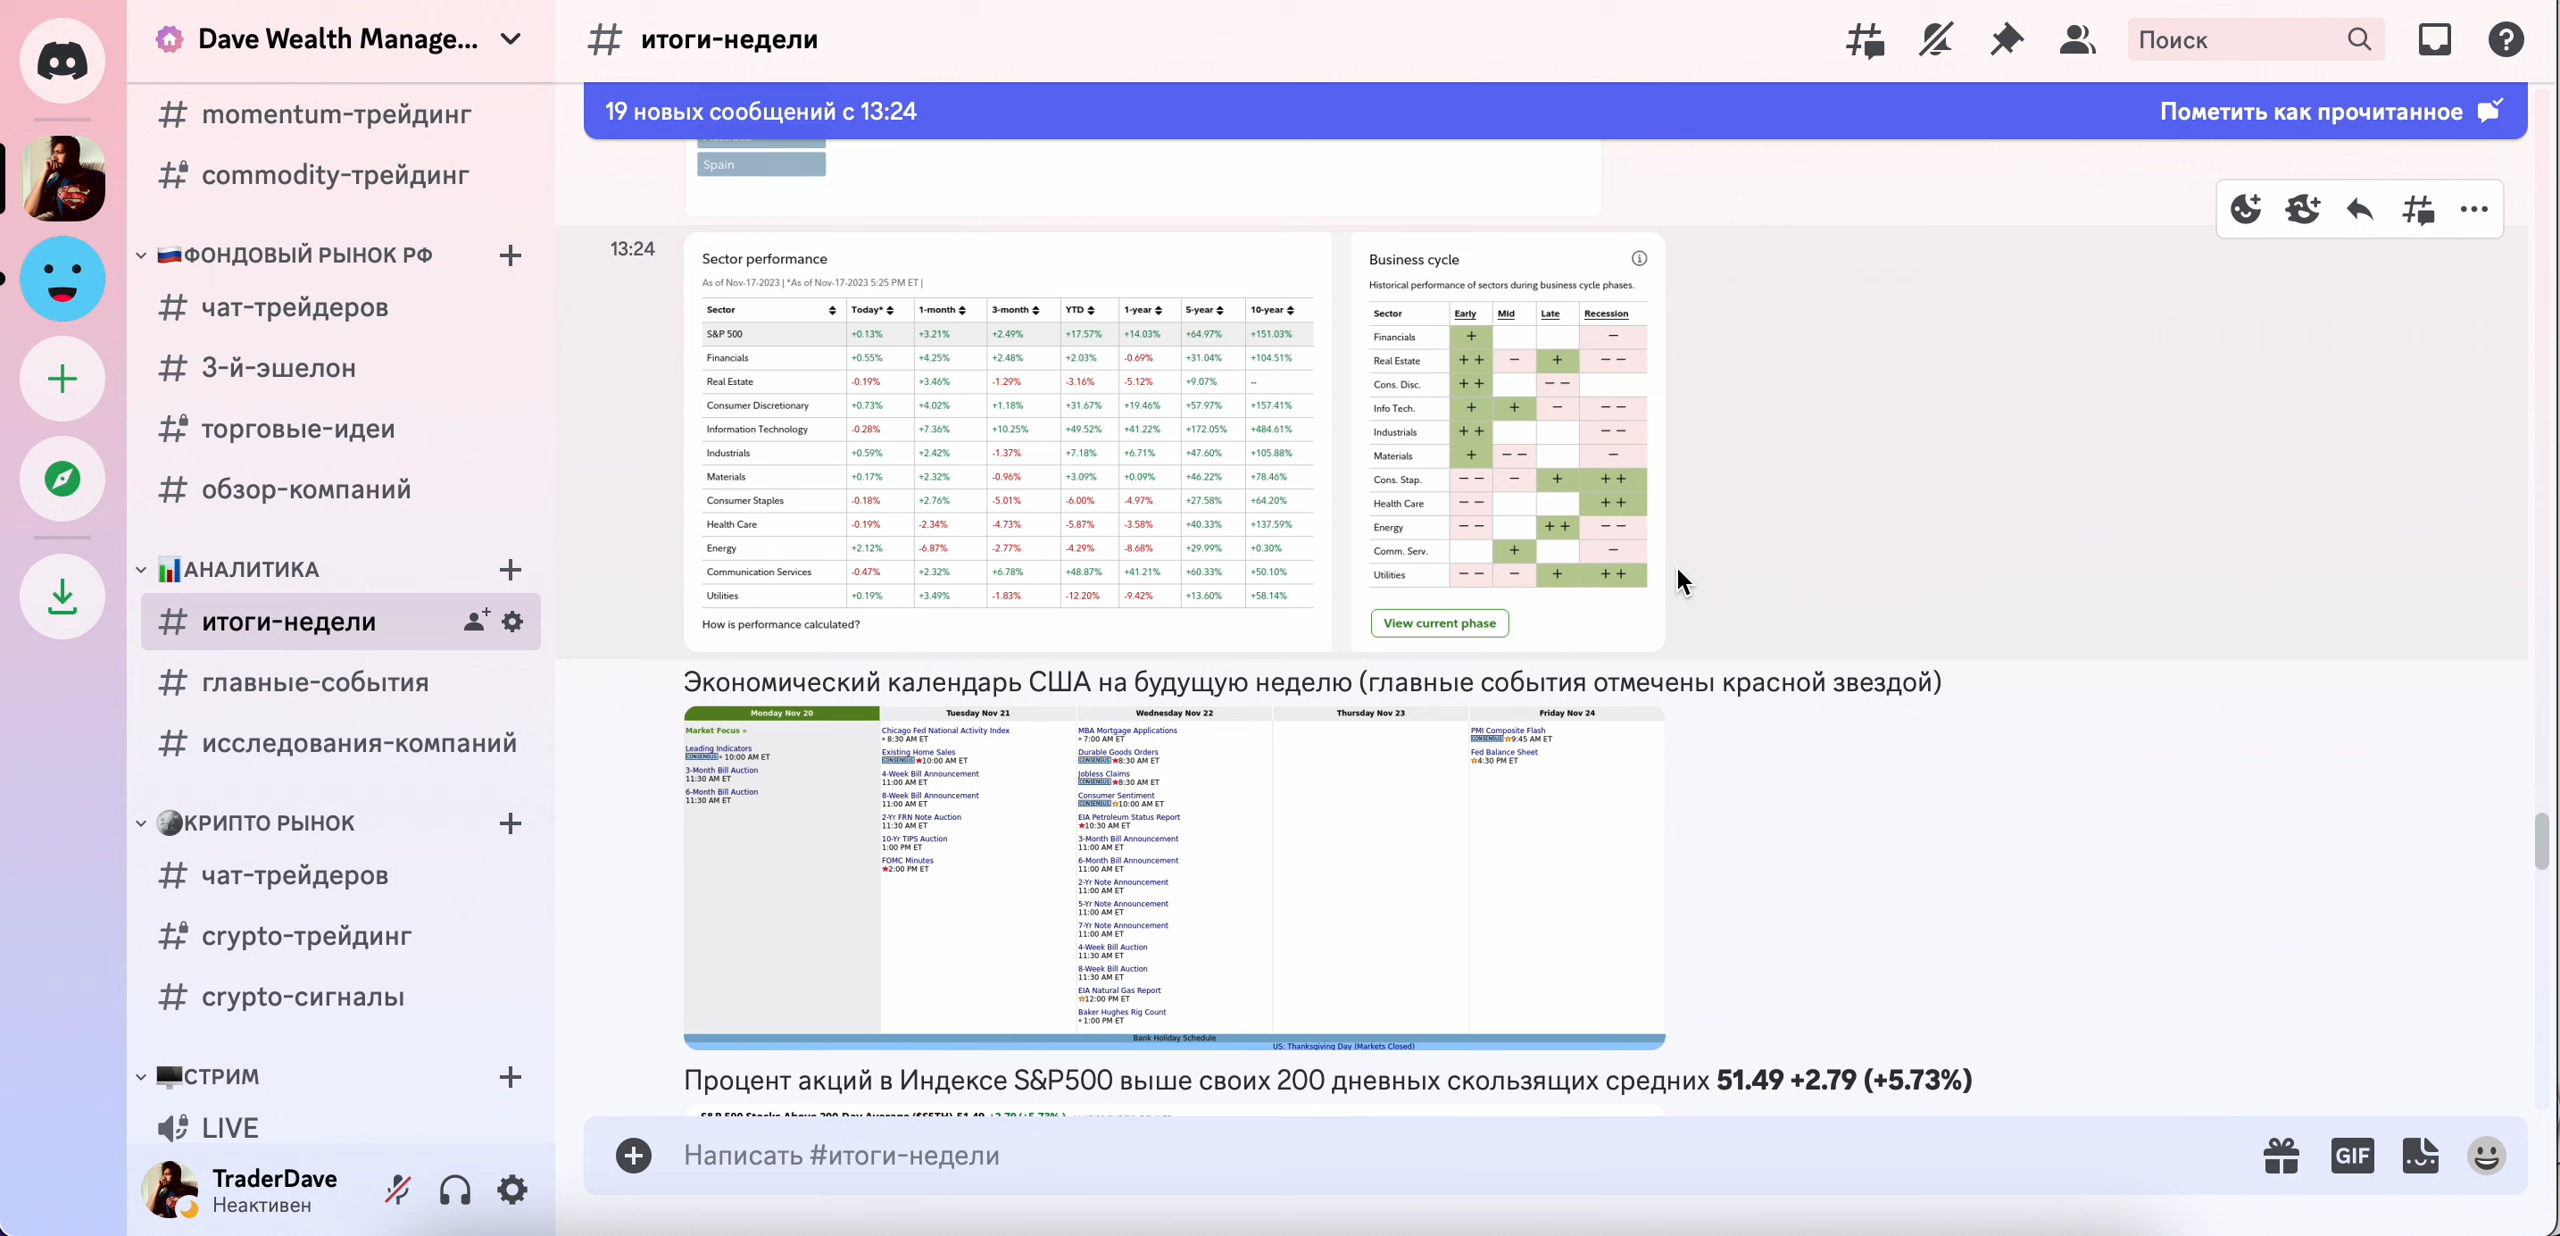 Dave Wealth Manage...
# итоги-недели
Поиск
19 новых сообщений с 13:24
Пометить как прочитанное
momentum-трейдинг
commodity-трейдинг
ФОНДОВЫЙ РЫНОК РФ
чат-трейдеров
3-й-эшелон
торговые-идеи
обзор-компаний
АНАЛИТИКА
итоги-недели
главные-события
исследования-компаний
КРИПТО РЫНОК
чат-трейдеров
crypto-трейдинг
crypto-сигналы
СТРИМ
LIVE
TraderDave
Неактивен
Spain
13:24
Sector performance
As of Nov-17-2023 | *As of Nov-17-2023 5:25 PM ET |
Sector Today* 1-month 3-month YTD 1-year 5-year 10-year
S&P 500 +0.13% +3.21% +2.49% +17.57% +14.03% +64.97% +151.03%
Financials +0.55% +4.25% +2.48% +2.03% -0.69% +31.04% +104.51%
Real Estate -0.19% +3.46% -1.29% -3.16% -5.12% +9.07% --
Consumer Discretionary +0.73% +4.02% +1.18% +31.67% +19.46% +57.97% +157.41%
Information Technology -0.28% +7.36% +10.25% +49.52% +41.22% +172.05% +484.61%
Industrials +0.59% +2.42% -1.37% +7.18% +6.71% +47.60% +105.88%
Materials +0.17% +2.32% -0.96% +3.09% +0.09% +46.22% +78.46%
Consumer Staples -0.18% +2.76% -5.01% -6.00% -4.97% +27.58% +64.20%
Health Care -0.19% -2.34% -4.73% -5.87% -3.58% +40.33% +137.59%
Energy +2.12% -6.87% -2.77% -4.29% -8.68% +29.99% +0.30%
Communication Services -0.47% +2.32% +6.78% +48.87% +41.21% +60.33% +50.10%
Utilities +0.19% +3.49% -1.83% -12.20% -9.42% +13.60% +58.14%
How is performance calculated?
Business cycle
Historical performance of sectors during business cycle phases.
Sector Early Mid Late Recession
Financials + −
Real Estate + + − + − −
Cons. Disc. + + − −
Info Tech. + + − − −
Industrials + + − −
Materials + − − −
Cons. Stap. − − − + + +
Health Care − − + +
Energy − − + + − −
Comm. Serv. + −
Utilities − − − + + +
View current phase
Экономический календарь США на будущую неделю (главные события отмечены красной звездой)
Monday Nov 20
Market Focus »
Leading Indicators
CONSENSUS 10:00 AM ET
3-Month Bill Auction
11:30 AM ET
6-Month Bill Auction
11:30 AM ET
Tuesday Nov 21
Chicago Fed National Activity Index
8:30 AM ET
Existing Home Sales
CONSENSUS ★10:00 AM ET
4-Week Bill Announcement
11:00 AM ET
8-Week Bill Announcement
11:00 AM ET
2-Yr FRN Note Auction
11:30 AM ET
10-Yr TIPS Auction
1:00 PM ET
FOMC Minutes
★2:00 PM ET
Wednesday Nov 22
MBA Mortgage Applications
7:00 AM ET
Durable Goods Orders
CONSENSUS ★8:30 AM ET
Jobless Claims
CONSENSUS ★8:30 AM ET
Consumer Sentiment
CONSENSUS ☆10:00 AM ET
EIA Petroleum Status Report
★10:30 AM ET
3-Month Bill Announcement
11:00 AM ET
6-Month Bill Announcement
11:00 AM ET
2-Yr Note Announcement
11:00 AM ET
5-Yr Note Announcement
11:00 AM ET
7-Yr Note Announcement
11:00 AM ET
4-Week Bill Auction
11:30 AM ET
8-Week Bill Auction
11:30 AM ET
EIA Natural Gas Report
☆12:00 PM ET
Baker Hughes Rig Count
1:00 PM ET
Thursday Nov 23
Friday Nov 24
PMI Composite Flash
CONSENSUS ☆9:45 AM ET
Fed Balance Sheet
☆4:30 PM ET
Bank Holiday Schedule
US: Thanksgiving Day (Markets Closed)
Процент акций в Индексе S&P500 выше своих 200 дневных скользящих средних 51.49 +2.79 (+5.73%)
Написать #итоги-недели
GIF